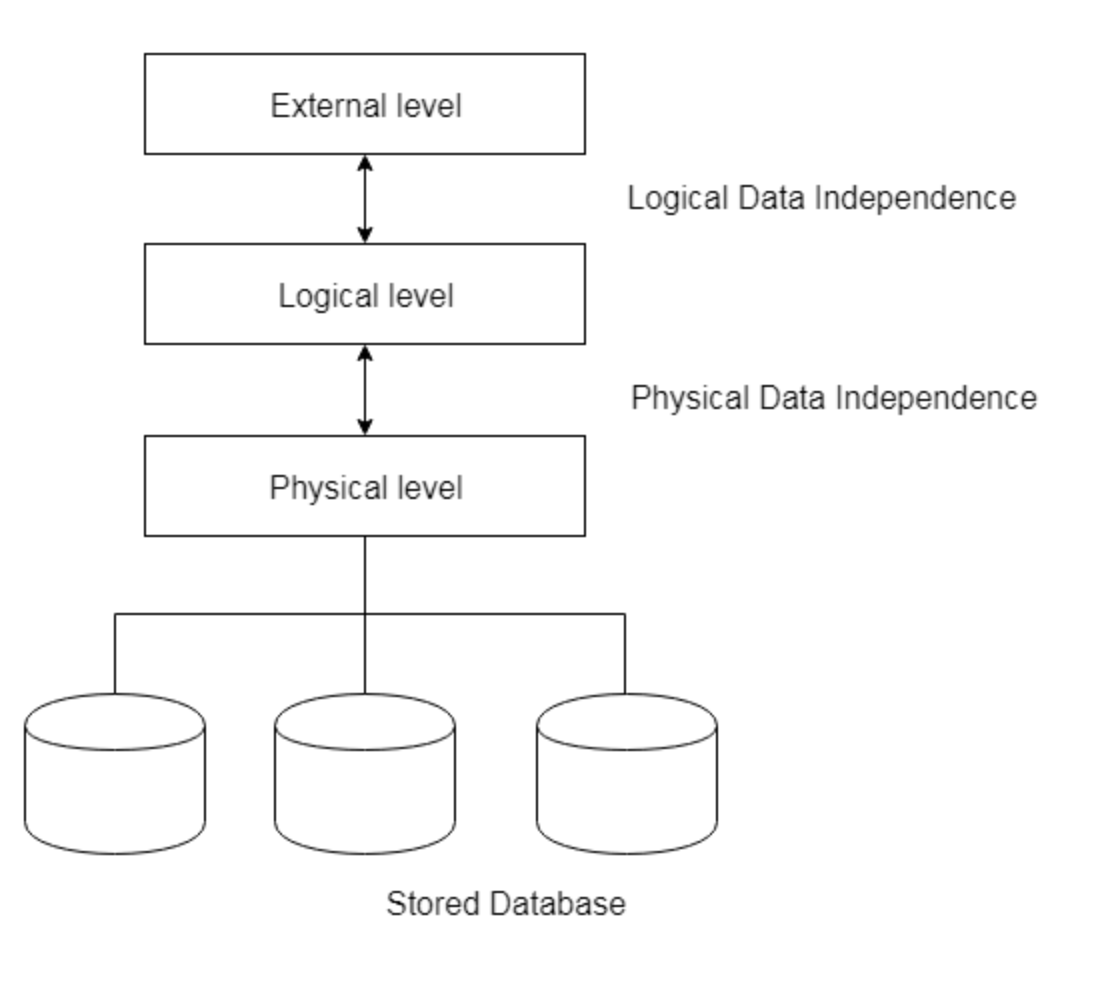 External level
Logical Data Independence
Logical level
Physical Data Independence
Physical level
Stored Database